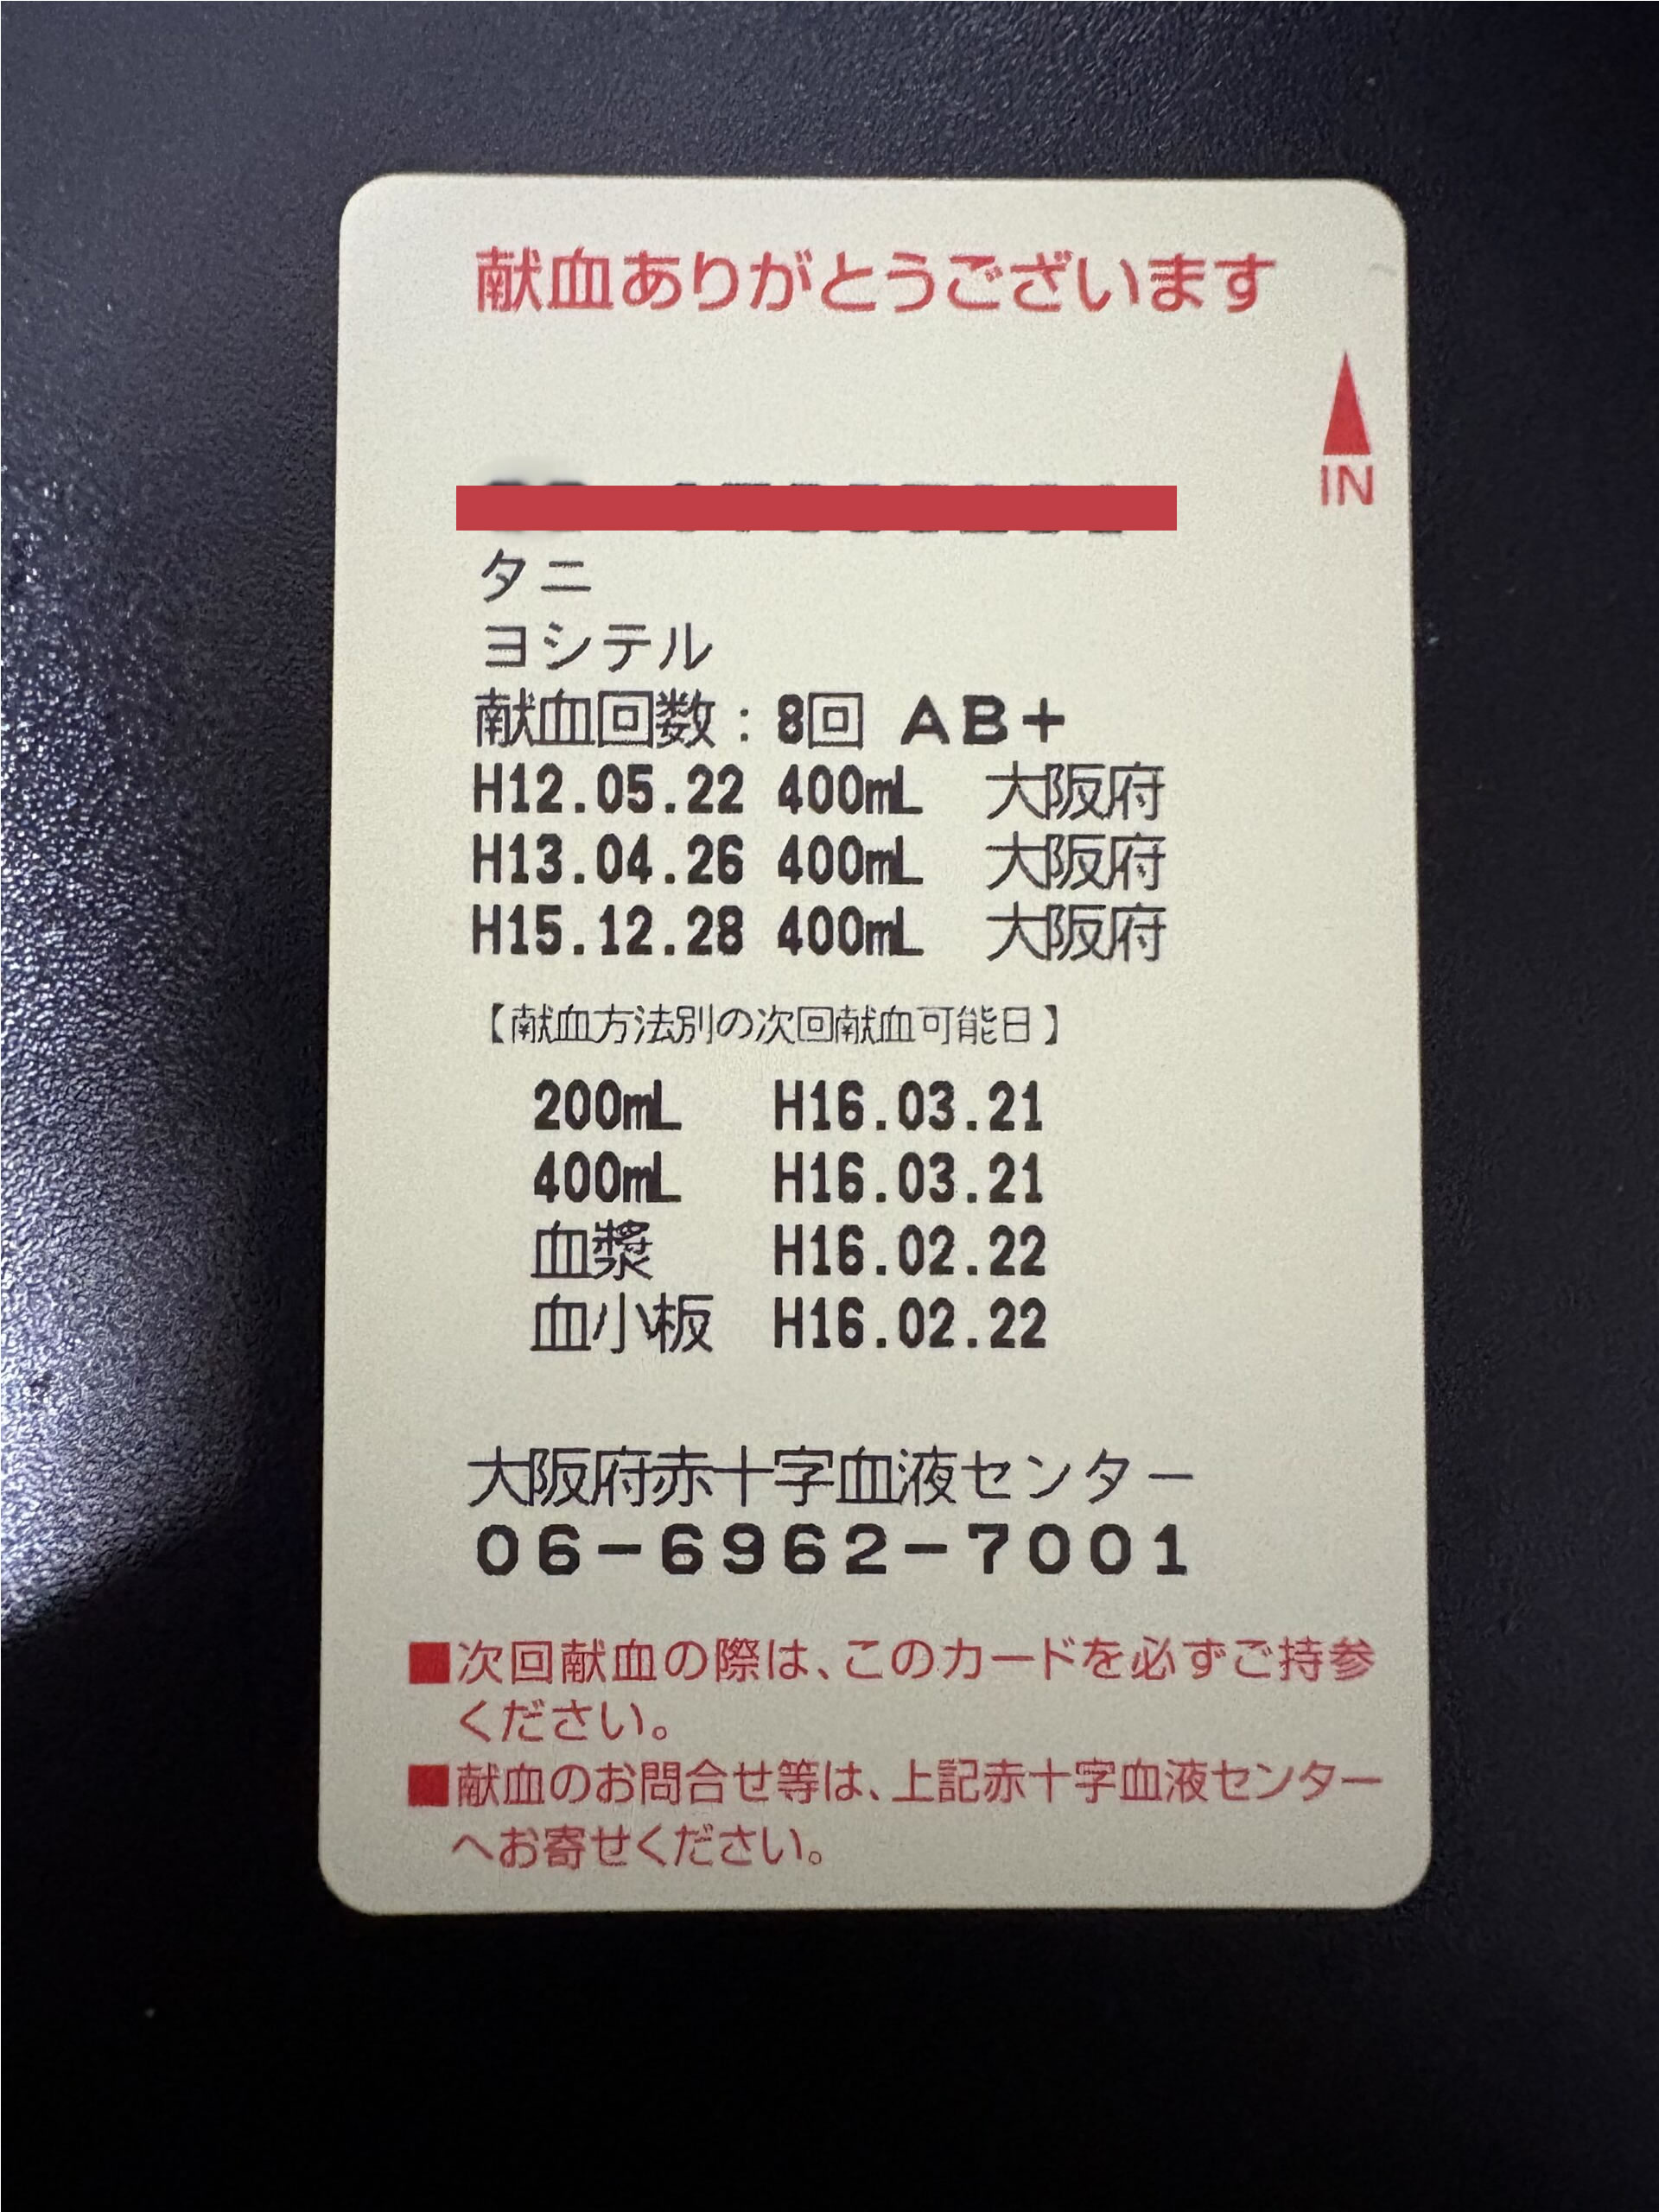 献血ありがとうございます
IN
タニ
ヨシテル
献血回数：8回 AB+
H12.05.22 400mL 大阪府
H13.04.26 400mL 大阪府
H15.12.28 400mL 大阪府
【献血方法別の次回献血可能日】
200mL H16.03.21
400mL H16.03.21
血漿 H16.02.22
血小板 H16.02.22
大阪府赤十字血液センター
06-6962-7001
■次回献血の際は、このカードを必ずご持参
ください。
■献血のお問合せ等は、上記赤十字血液センター
へお寄せください。